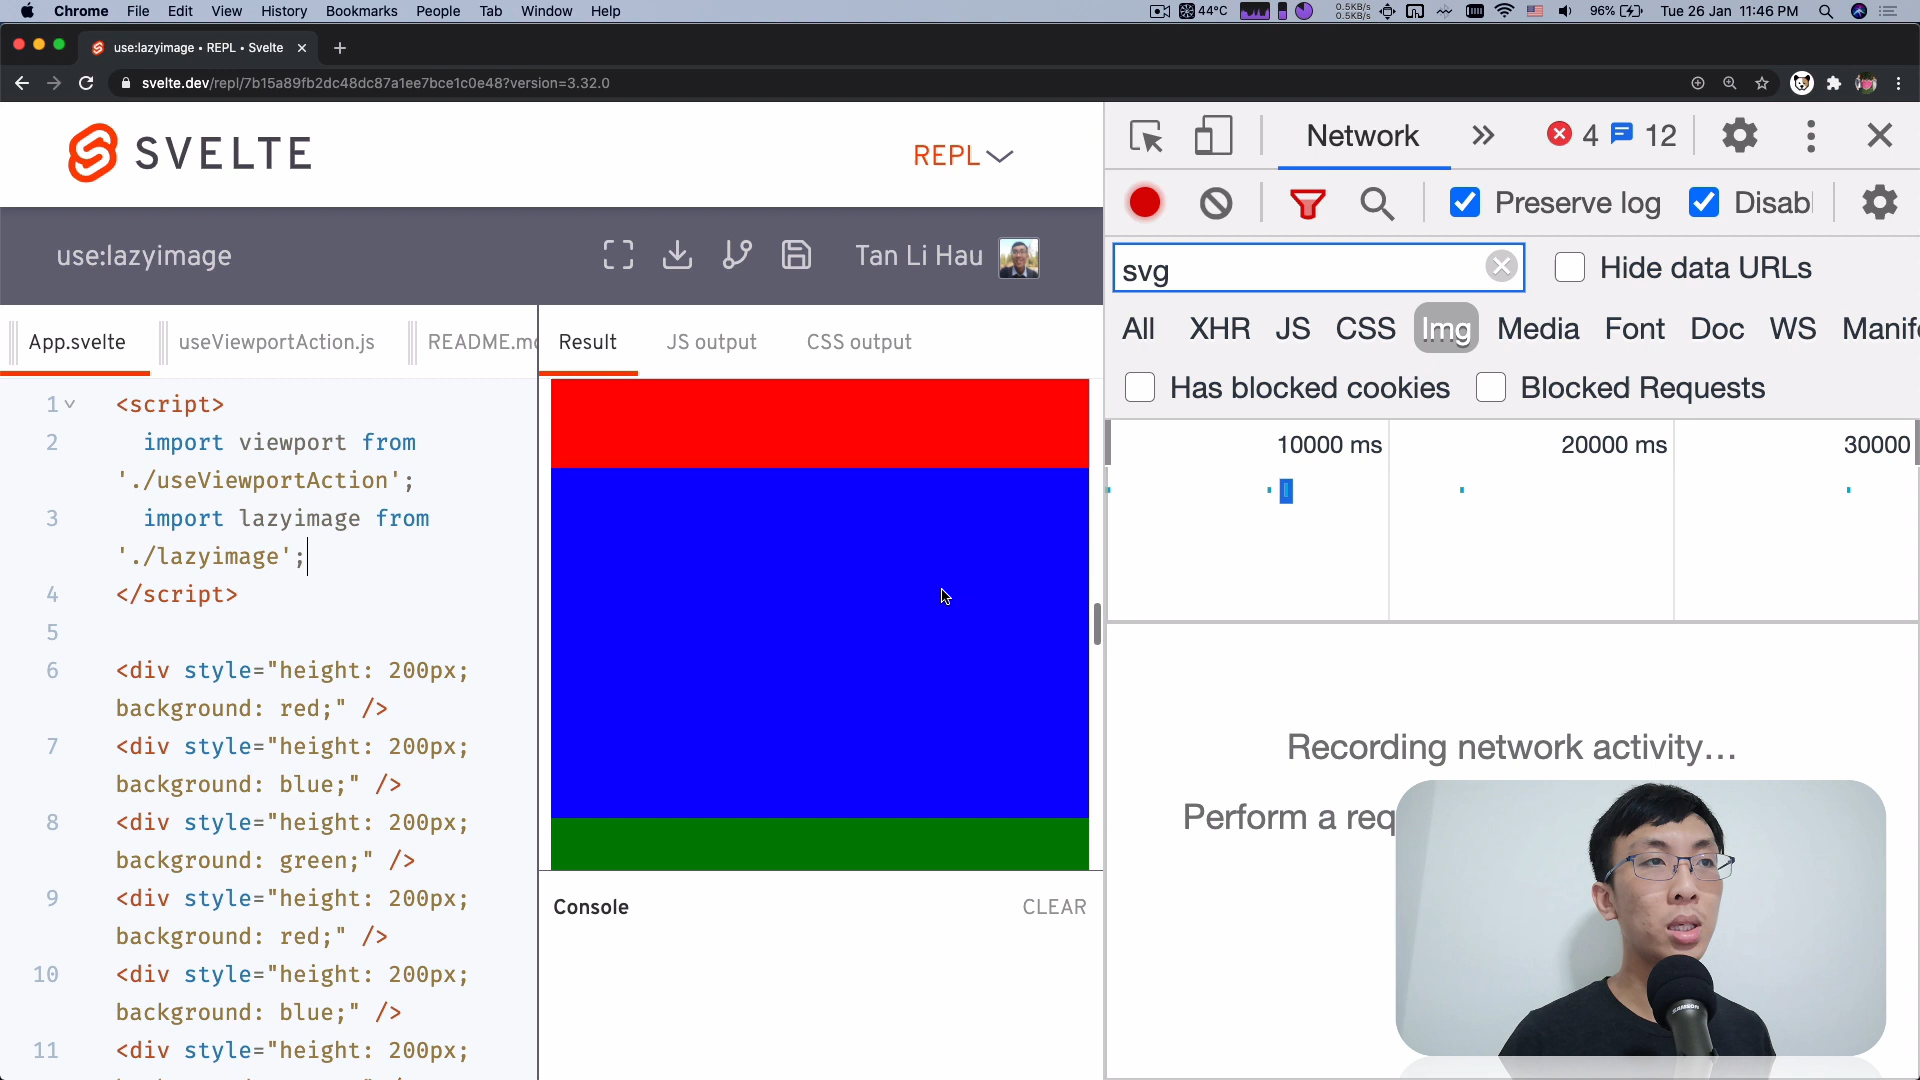 Chrome File Edit View History Bookmarks People Tab Window Help
44°C
0.5KB/s
0.5KB/s
96%
Tue 26 Jan 11:46 PM
use:lazyimage • REPL • Svelte
svelte.dev/repl/7b15a89fb2dc48dc87a1ee7bce1c0e48?version=3.32.0
SVELTE
REPL
use:lazyimage
Tan Li Hau
App.svelte
useViewportAction.js
README.m
Result
JS output
CSS output
1 <script>
2 import viewport from
'./useViewportAction';
3 import lazyimage from
'./lazyimage';
4 </script>
5
6 <div style="height: 200px;
background: red;" />
7 <div style="height: 200px;
background: blue;" />
8 <div style="height: 200px;
background: green;" />
9 <div style="height: 200px;
background: red;" />
10 <div style="height: 200px;
background: blue;" />
11 <div style="height: 200px;
Console
CLEAR
Network
4
12
Preserve log
Disab
svg
Hide data URLs
All XHR JS CSS Img Media Font Doc WS Manif
Has blocked cookies
Blocked Requests
10000 ms
20000 ms
30000
Recording network activity…
Perform a req
SAMSON